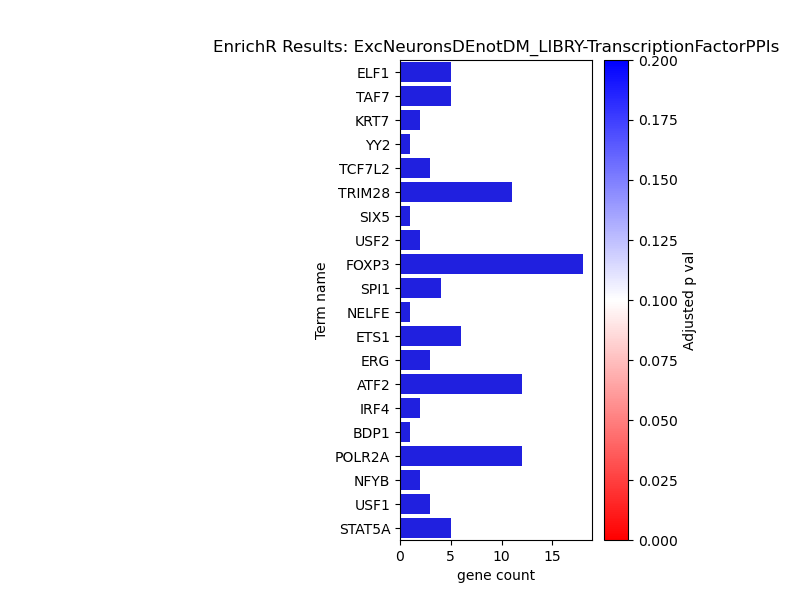 EnrichR Results: ExcNeuronsDEnotDM_LIBRY-TranscriptionFactorPPIs
ELF1
TAF7
KRT7
YY2
TCF7L2
TRIM28
SIX5
USF2
FOXP3
SPI1
NELFE
ETS1
ERG
ATF2
IRF4
BDP1
POLR2A
NFYB
USF1
STAT5A
Term name
0 5 10 15
gene count
0.200
0.175
0.150
0.125
0.100
0.075
0.050
0.025
0.000
Adjusted p val